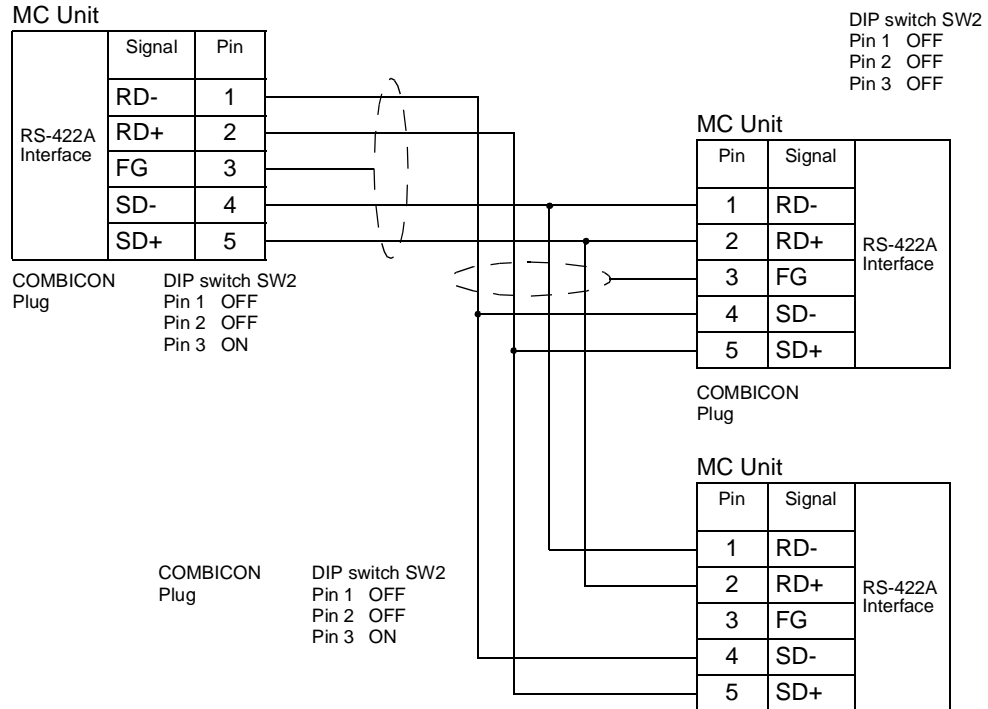 MC Unit
Signal Pin
RS-422A
Interface
RD- 1
RD+ 2
FG 3
SD- 4
SD+ 5
COMBICON
Plug
DIP switch SW2
Pin 1 OFF
Pin 2 OFF
Pin 3 ON
DIP switch SW2
Pin 1 OFF
Pin 2 OFF
Pin 3 OFF
MC Unit
Pin Signal
1 RD-
2 RD+
3 FG
4 SD-
5 SD+
RS-422A
Interface
COMBICON
Plug
MC Unit
Pin Signal
1 RD-
2 RD+
3 FG
4 SD-
5 SD+
RS-422A
Interface
COMBICON
Plug
DIP switch SW2
Pin 1 OFF
Pin 2 OFF
Pin 3 ON